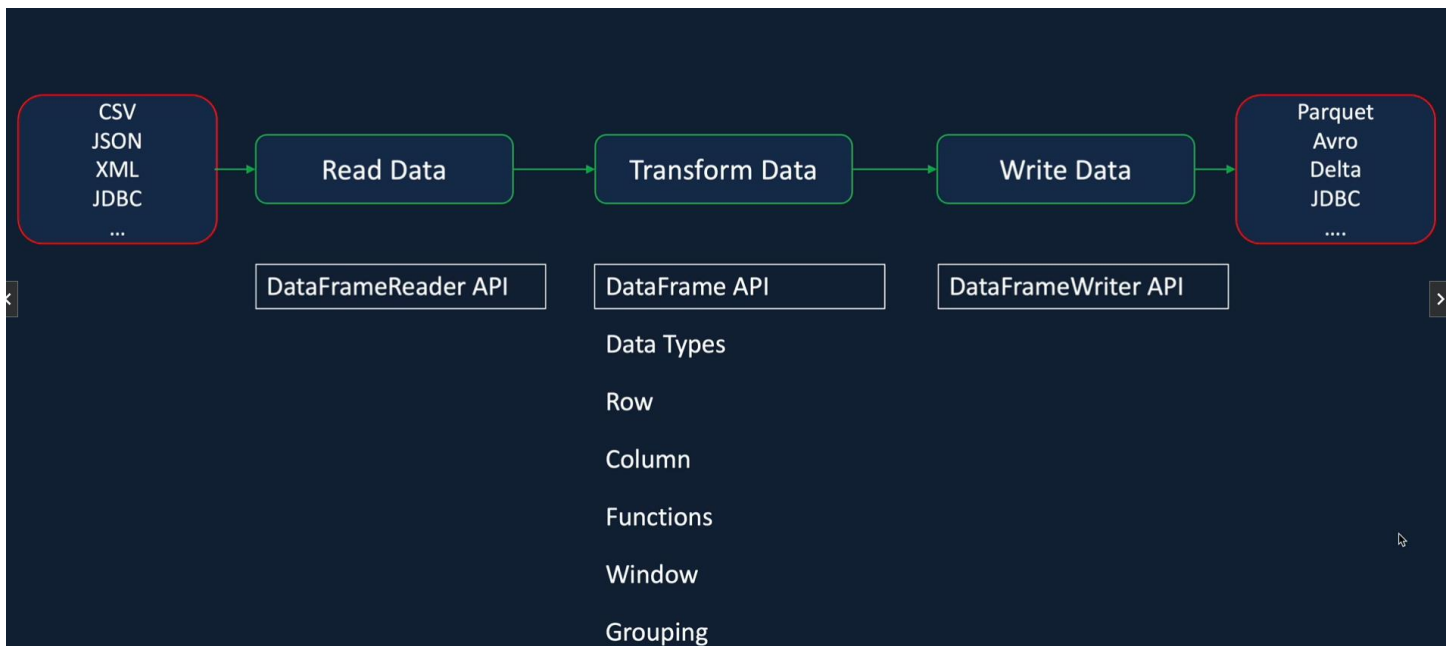 CSV
JSON
XML
JDBC
...
Read Data
Transform Data
Write Data
Parquet
Avro
Delta
JDBC
....
DataFrameReader API
DataFrame API
DataFrameWriter API
Data Types
Row
Column
Functions
Window
Grouping